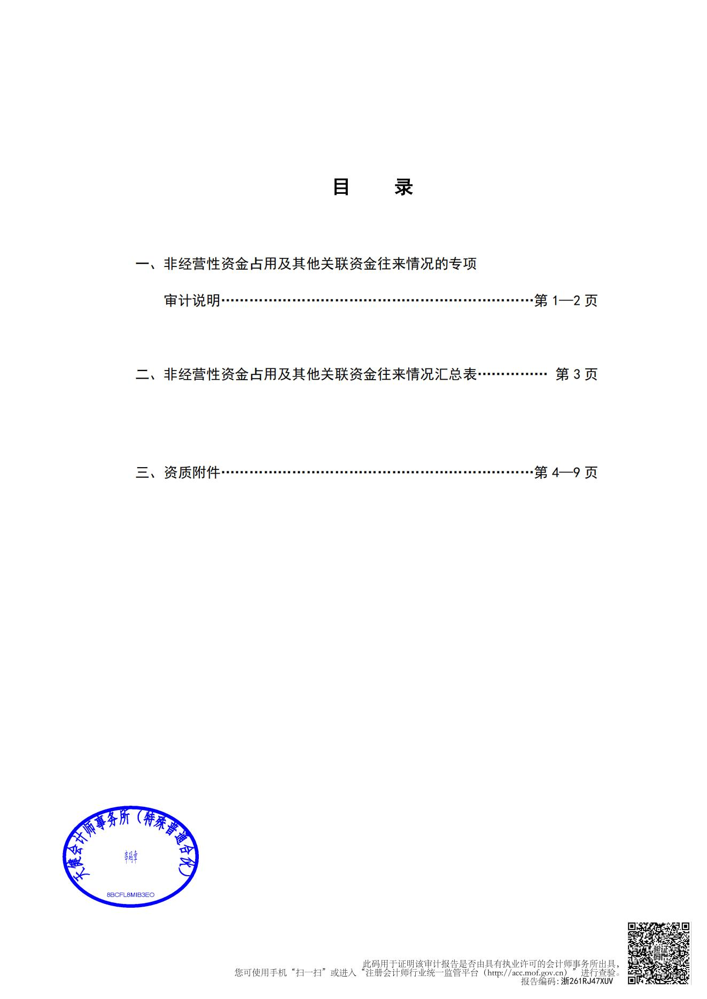 目 录
一、非经营性资金占用及其他关联资金往来情况的专项
审计说明………………………………………………………第 1—2 页
二、非经营性资金占用及其他关联资金往来情况汇总表…………… 第 3 页
三、资质附件………………………………………………………第 4—9 页
天健会计师事务所（特殊普通合伙）
串码章
8BCFL8MIB3EO
验证码
此码用于证明该审计报告是否由具有执业许可的会计师事务所出具，
您可使用手机“扫一扫”或进入“注册会计师行业统一监管平台（http://acc.mof.gov.cn）”进行查验。
报告编码:浙261RJ47XUV